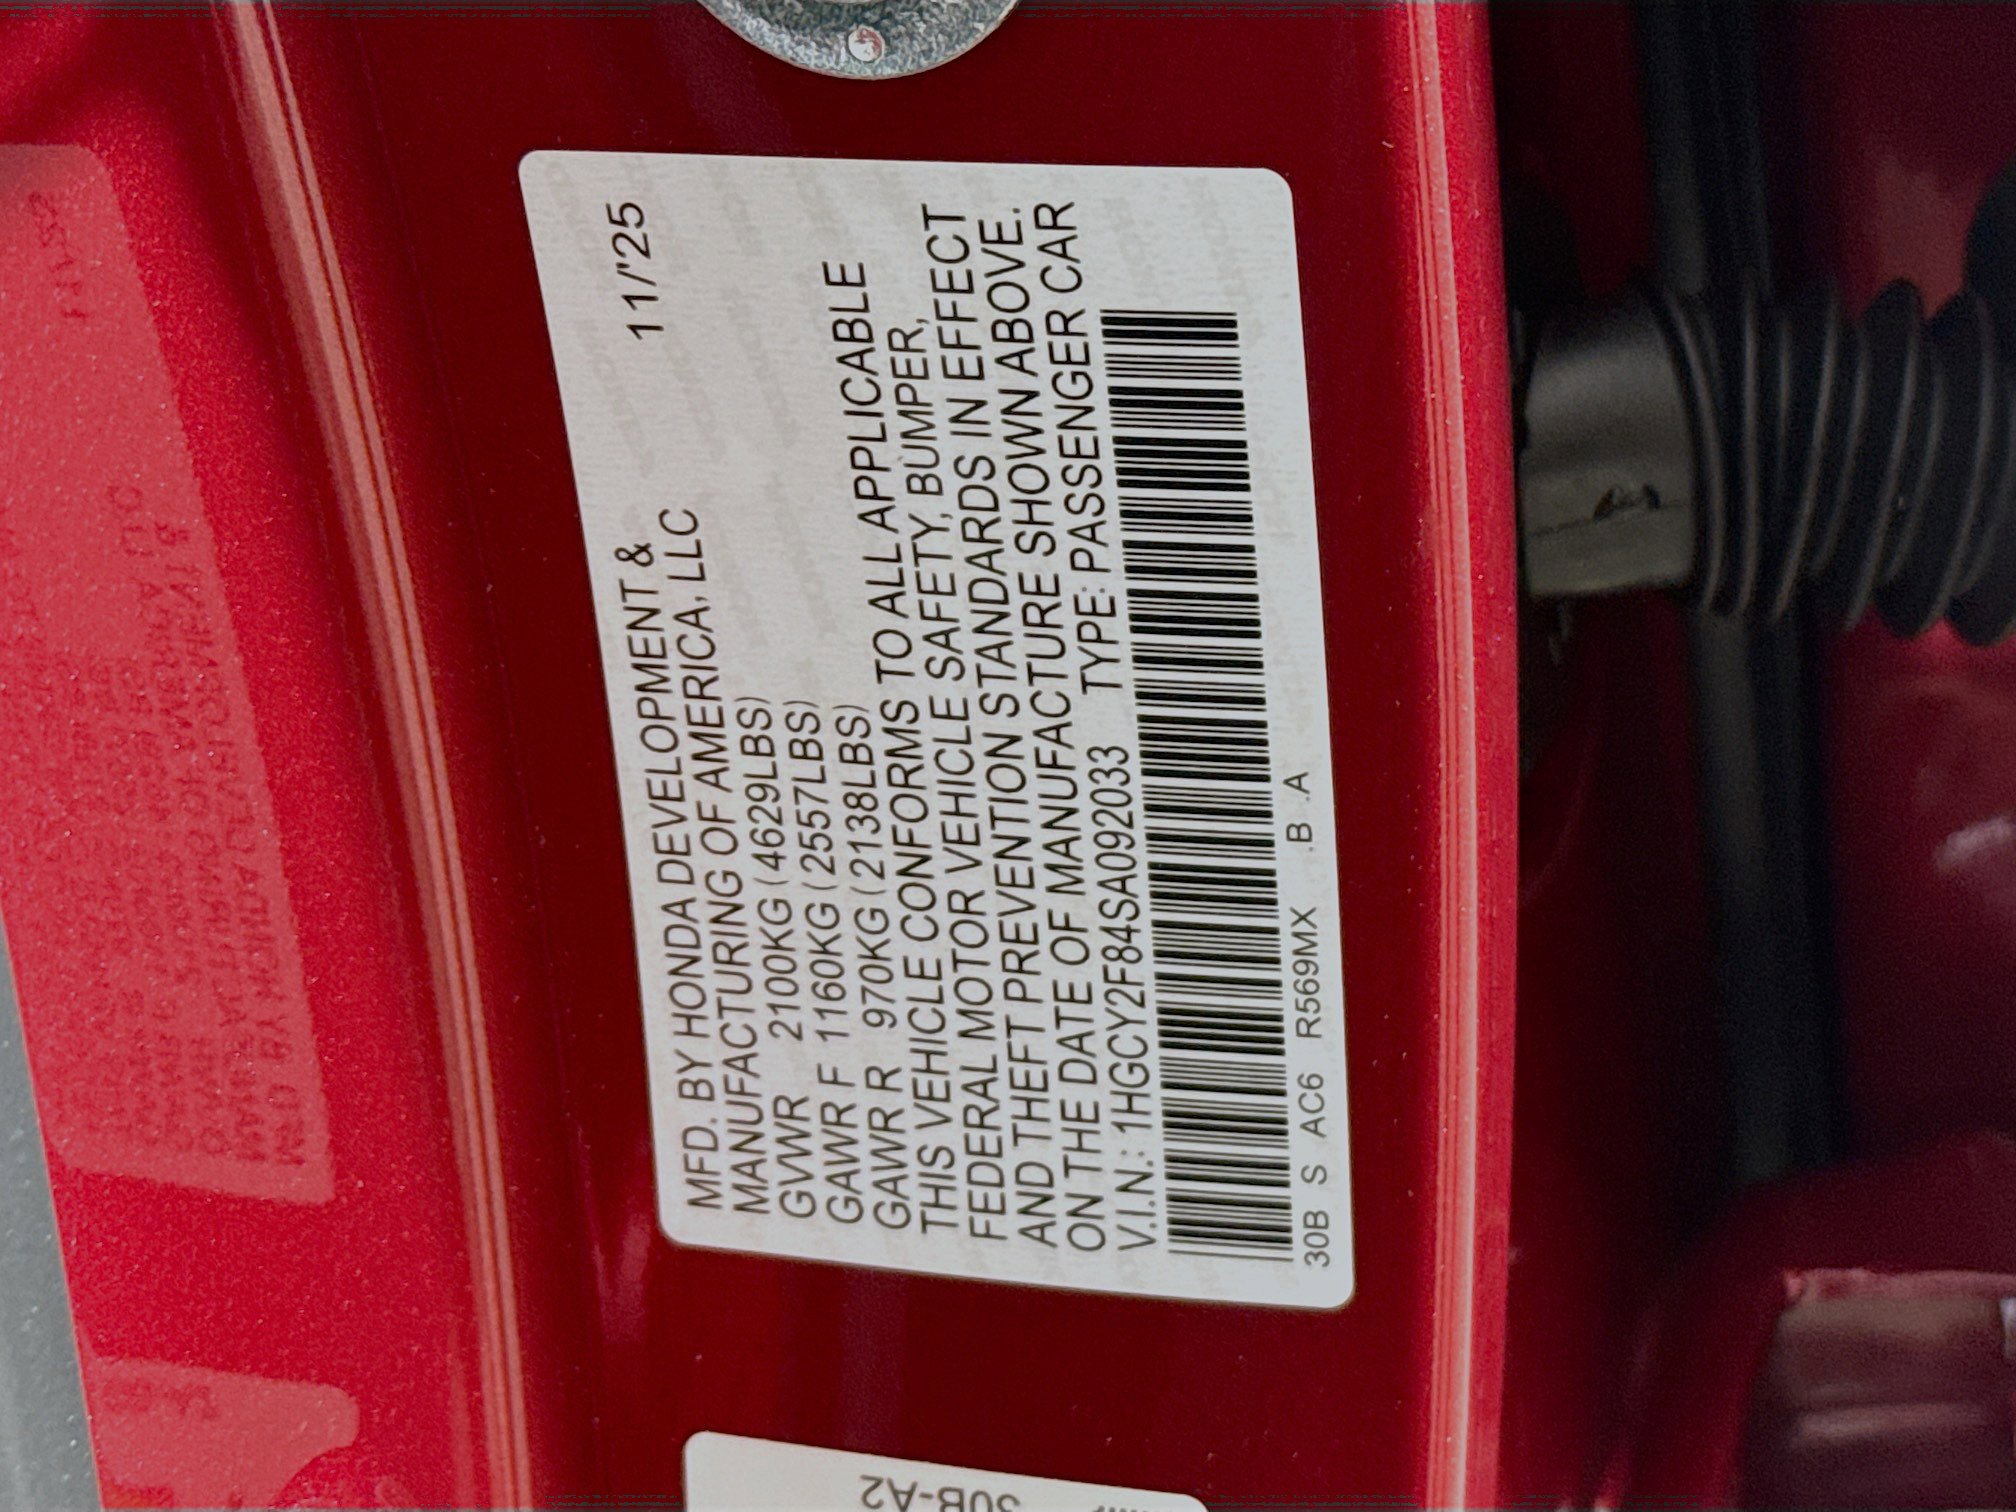 MFD. BY HONDA DEVELOPMENT & 11/'25
MANUFACTURING OF AMERICA, LLC
GVWR 2100KG (4629LBS)
GAWR F 1160KG (2557LBS)
GAWR R 970KG (2138LBS)
THIS VEHICLE CONFORMS TO ALL APPLICABLE
FEDERAL MOTOR VEHICLE SAFETY, BUMPER,
AND THEFT PREVENTION STANDARDS IN EFFECT
ON THE DATE OF MANUFACTURE SHOWN ABOVE.
V.I.N.: 1HGCY2F84SA092033 TYPE: PASSENGER CAR
30B S AC6 R569MX .B .A
30B-A2